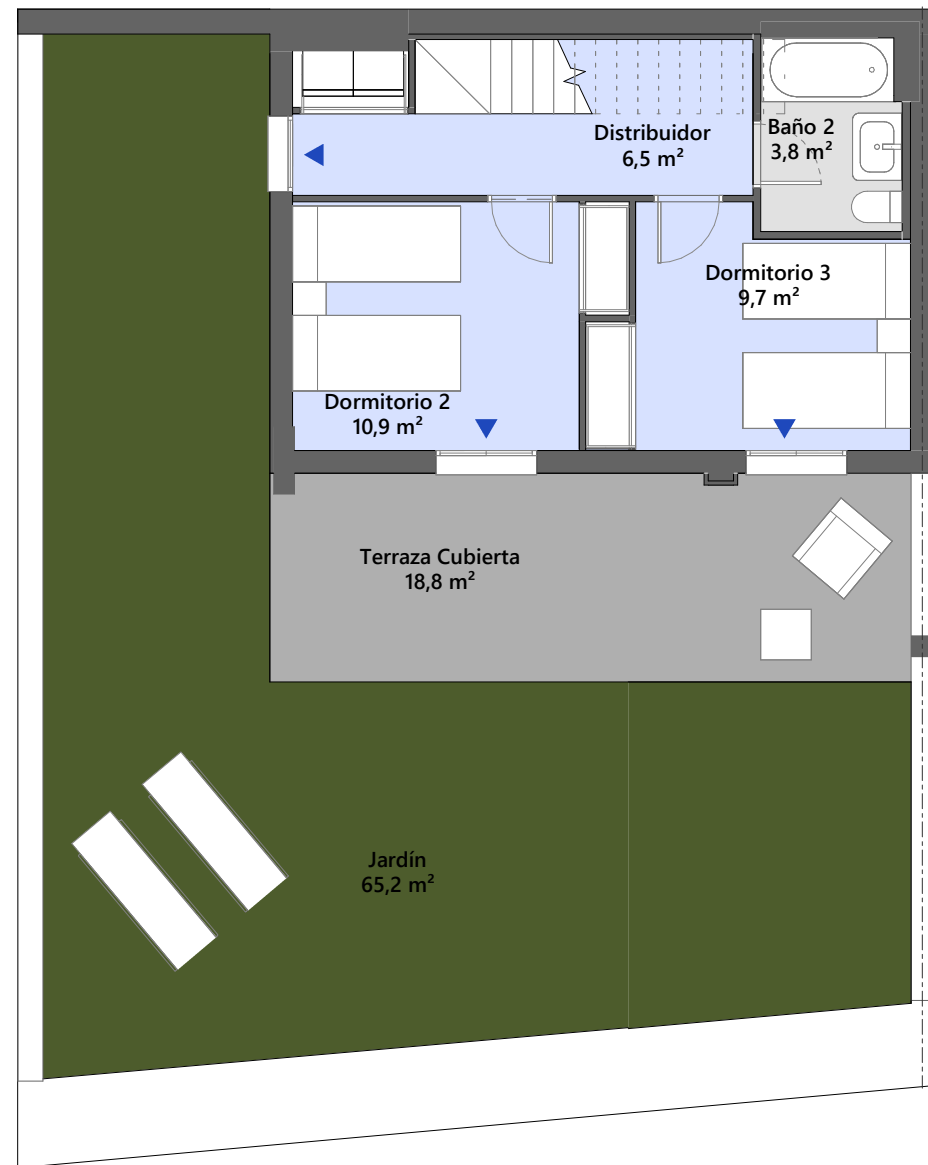 Distribuidor
6,5 m²
Baño 2
3,8 m²
Dormitorio 3
9,7 m²
Dormitorio 2
10,9 m²
Terraza Cubierta
18,8 m²
Jardín
65,2 m²